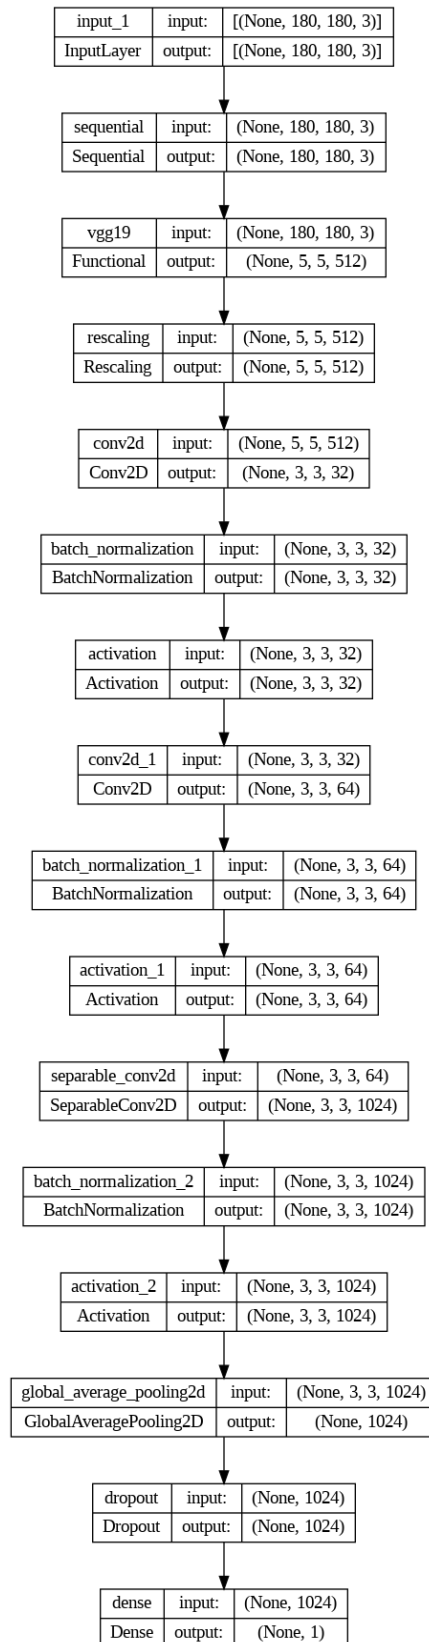 input_1 input: [(None, 180, 180, 3)]
InputLayer output: [(None, 180, 180, 3)]
sequential input: (None, 180, 180, 3)
Sequential output: (None, 180, 180, 3)
vgg19 input: (None, 180, 180, 3)
Functional output: (None, 5, 5, 512)
rescaling input: (None, 5, 5, 512)
Rescaling output: (None, 5, 5, 512)
conv2d input: (None, 5, 5, 512)
Conv2D output: (None, 3, 3, 32)
batch_normalization input: (None, 3, 3, 32)
BatchNormalization output: (None, 3, 3, 32)
activation input: (None, 3, 3, 32)
Activation output: (None, 3, 3, 32)
conv2d_1 input: (None, 3, 3, 32)
Conv2D output: (None, 3, 3, 64)
batch_normalization_1 input: (None, 3, 3, 64)
BatchNormalization output: (None, 3, 3, 64)
activation_1 input: (None, 3, 3, 64)
Activation output: (None, 3, 3, 64)
separable_conv2d input: (None, 3, 3, 64)
SeparableConv2D output: (None, 3, 3, 1024)
batch_normalization_2 input: (None, 3, 3, 1024)
BatchNormalization output: (None, 3, 3, 1024)
activation_2 input: (None, 3, 3, 1024)
Activation output: (None, 3, 3, 1024)
global_average_pooling2d input: (None, 3, 3, 1024)
GlobalAveragePooling2D output: (None, 1024)
dropout input: (None, 1024)
Dropout output: (None, 1024)
dense input: (None, 1024)
Dense output: (None, 1)